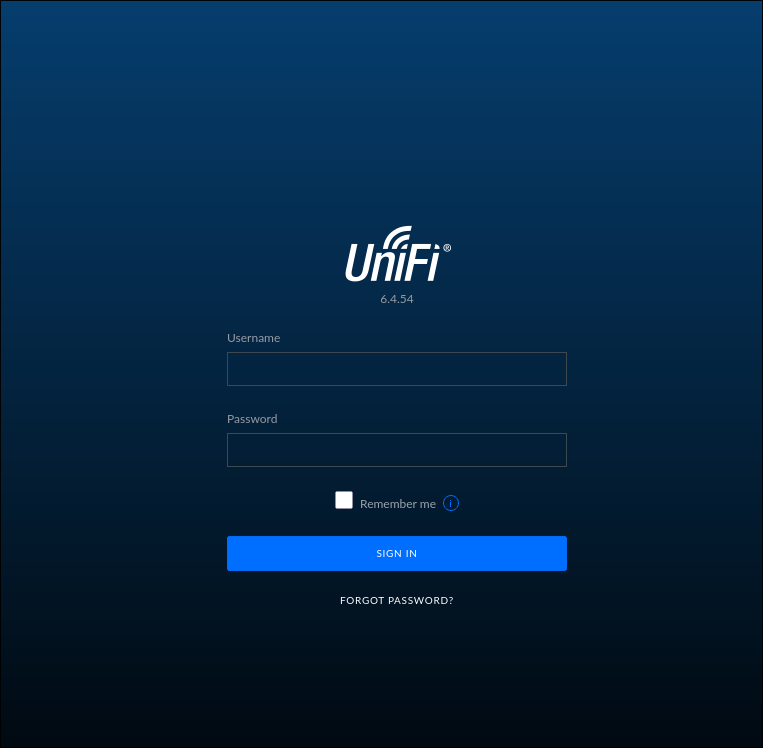 UniFi®
6.4.54
Username
Password
Remember me i
SIGN IN
FORGOT PASSWORD?